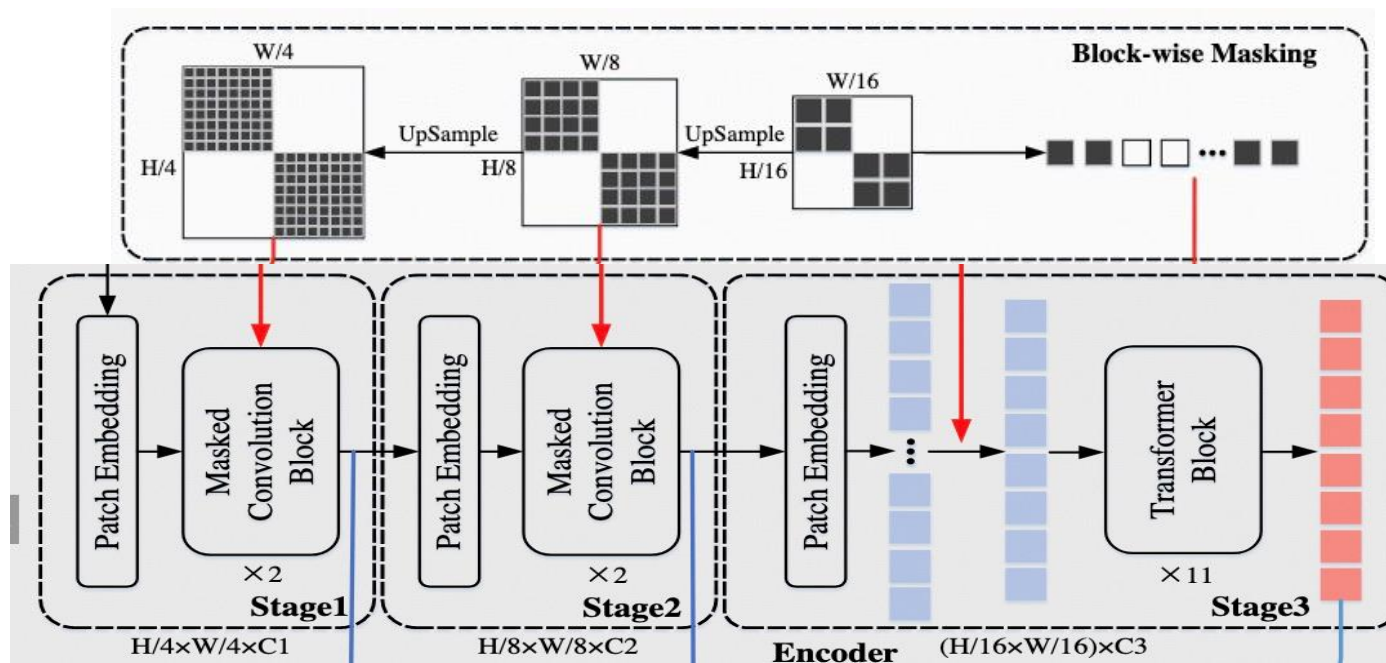 Block-wise Masking
W/4
W/8
W/16
UpSample
UpSample
H/4
H/8
H/16
...
Patch Embedding
Masked
Convolution
Block
×2
Stage1
H/4×W/4×C1
Patch Embedding
Masked
Convolution
Block
×2
Stage2
H/8×W/8×C2
Patch Embedding
...
Transformer
Block
×11
Stage3
(H/16×W/16)×C3
Encoder